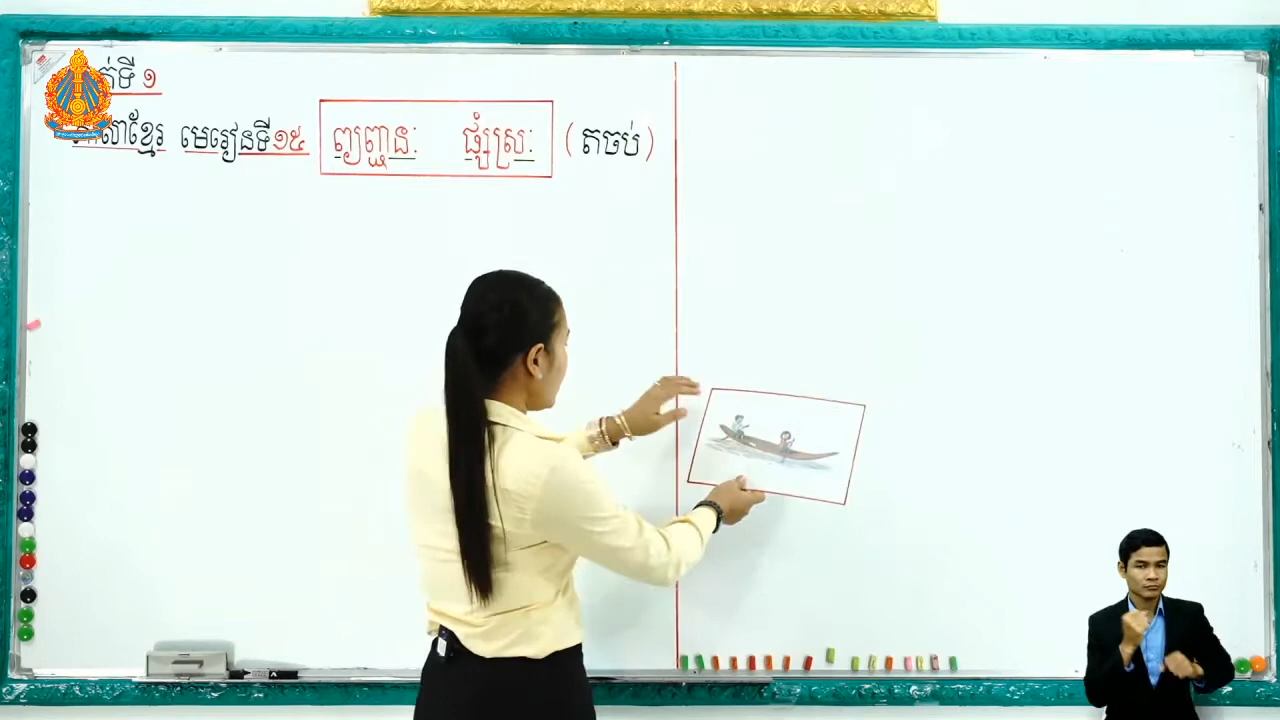 ទី ១
ខ្មែរ មេរៀនទី១៥ ព្យញ្ជនៈ ផ្សំស្រៈ (តចប់)